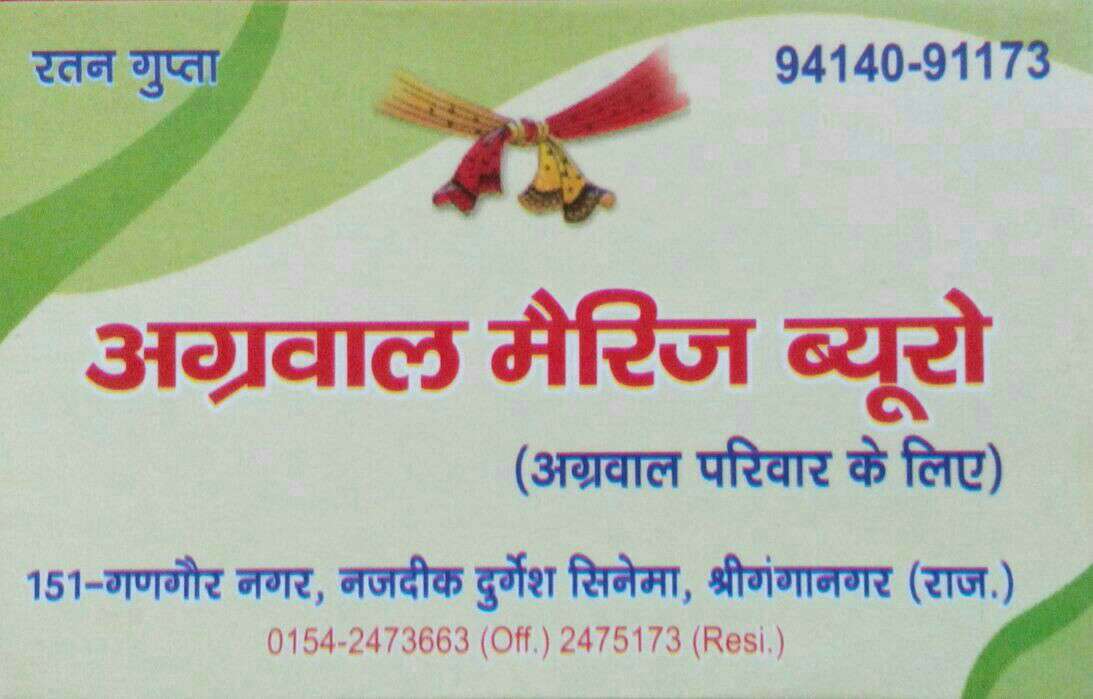 रतन गुप्ता
94140-91173
अग्रवाल मैरिज ब्यूरो
(अग्रवाल परिवार के लिए)
151-गणगौर नगर, नजदीक दुर्गेश सिनेमा, श्रीगंगानगर (राज.)
0154-2473663 (Off.) 2475173 (Resi.)